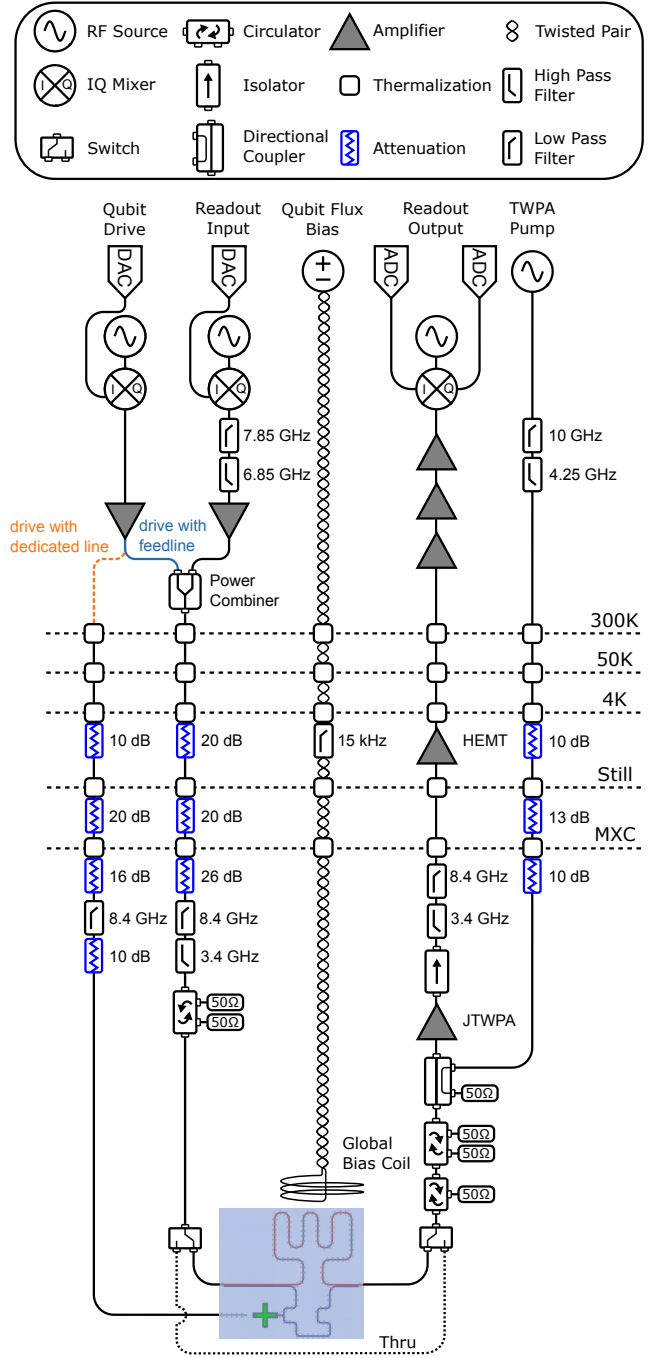 RF Source
Circulator
Amplifier
Twisted Pair
I Q
IQ Mixer
Isolator
Thermalization
High Pass
Filter
Switch
Directional
Coupler
Attenuation
Low Pass
Filter
Qubit
Drive
Readout
Input
Qubit Flux
Bias
Readout
Output
TWPA
Pump
DAC
DAC
ADC
ADC
I Q
I Q
I Q
7.85 GHz
10 GHz
6.85 GHz
4.25 GHz
drive with
dedicated line
drive with
feedline
Power
Combiner
300K
50K
4K
10 dB
20 dB
15 kHz
HEMT
10 dB
Still
20 dB
20 dB
13 dB
MXC
16 dB
26 dB
8.4 GHz
10 dB
8.4 GHz
8.4 GHz
3.4 GHz
10 dB
3.4 GHz
50Ω
50Ω
JTWPA
50Ω
50Ω
50Ω
50Ω
Global
Bias Coil
Thru